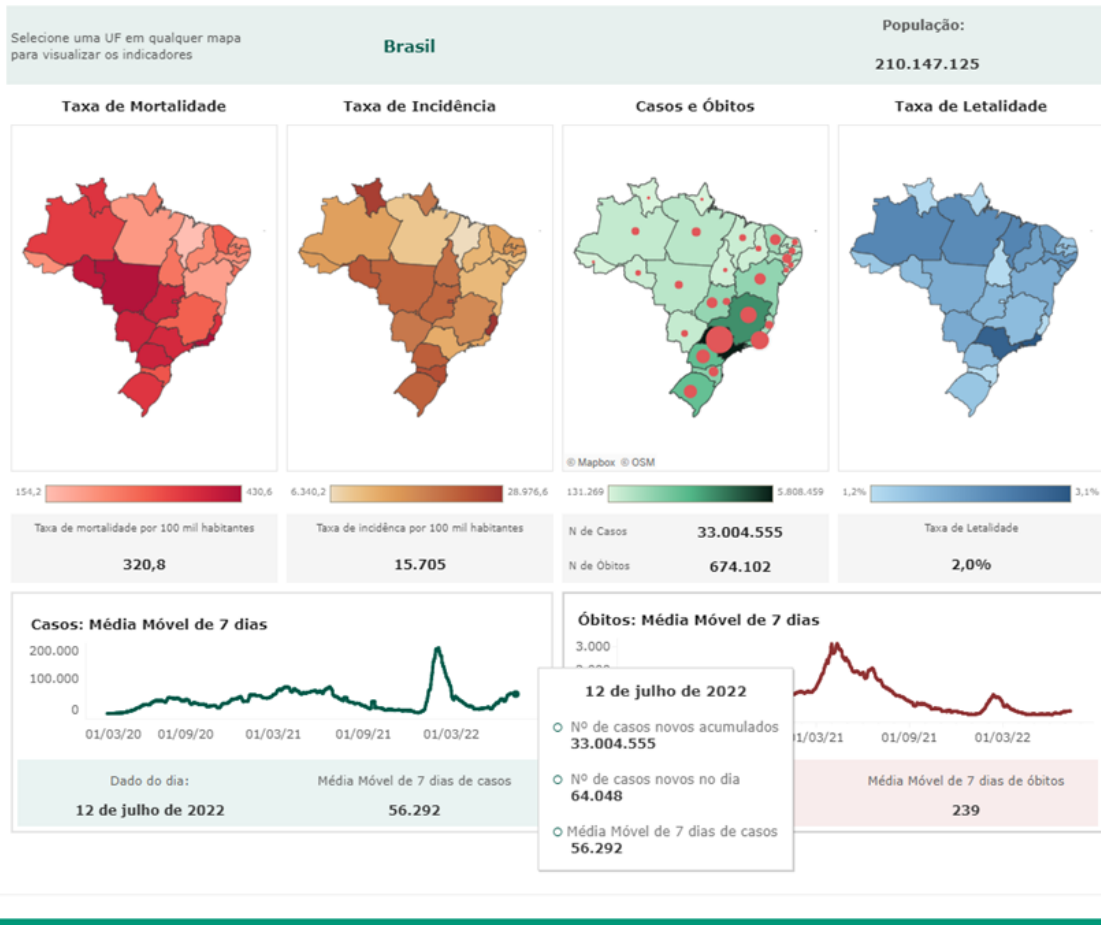 Selecione uma UF em qualquer mapa
para visualizar os indicadores
Brasil
População:
210.147.125
Taxa de Mortalidade
Taxa de Incidência
Casos e Óbitos
Taxa de Letalidade
© Mapbox © OSM
154,2
430,6
6.340,2
28.976,6
131.269
5.808.459
1,2%
3,1%
Taxa de mortalidade por 100 mil habitantes
320,8
Taxa de incidênca por 100 mil habitantes
15.705
N de Casos
33.004.555
N de Óbitos
674.102
Taxa de Letalidade
2,0%
Casos: Média Móvel de 7 dias
200.000
100.000
0
01/03/20
01/09/20
01/03/21
01/09/21
01/03/22
Dado do dia:
12 de julho de 2022
Média Móvel de 7 dias de casos
56.292
Óbitos: Média Móvel de 7 dias
3.000
01/09/21
01/03/22
Média Móvel de 7 dias de óbitos
239
12 de julho de 2022
Nº de casos novos acumulados
33.004.555
Nº de casos novos no dia
64.048
Média Móvel de 7 dias de casos
56.292